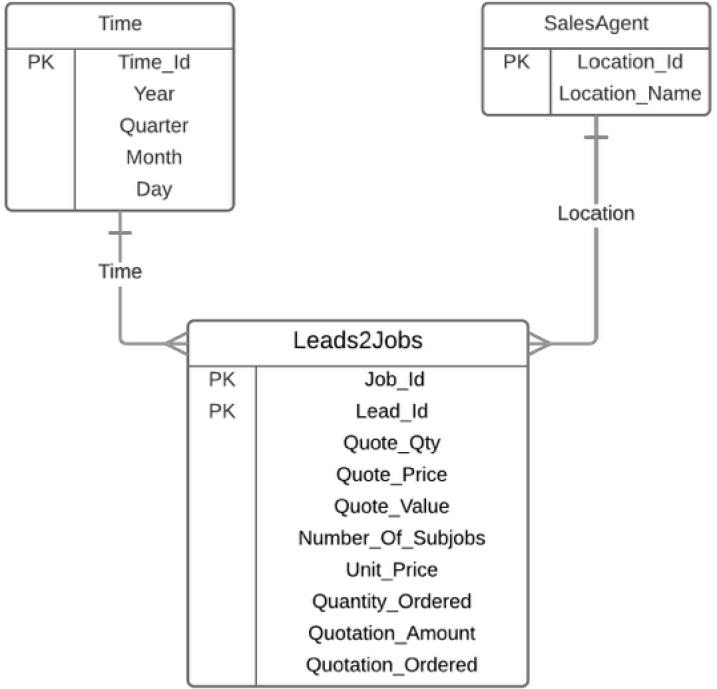 Time
PK Time_Id
Year
Quarter
Month
Day
SalesAgent
PK Location_Id
Location_Name
Time
Location
Leads2Jobs
PK Job_Id
PK Lead_Id
Quote_Qty
Quote_Price
Quote_Value
Number_Of_Subjobs
Unit_Price
Quantity_Ordered
Quotation_Amount
Quotation_Ordered